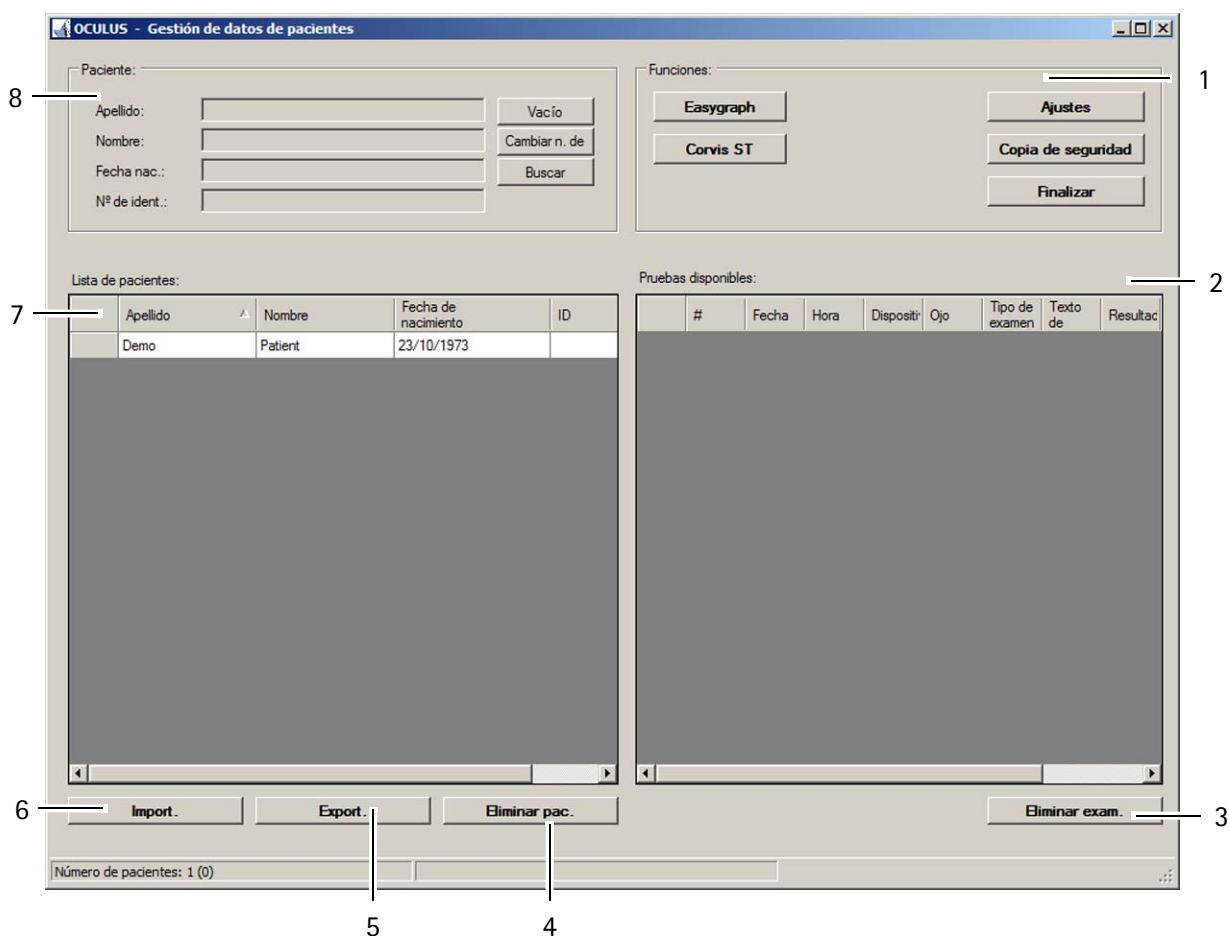 OCULUS - Gestión de datos de pacientes
Paciente:
Apellido:
Nombre:
Fecha nac.:
Nº de ident.:
Vacío
Cambiar n. de
Buscar
8
Funciones:
Easygraph
Corvis ST
Ajustes
Copia de seguridad
Finalizar
1
Lista de pacientes:
7
Apellido Nombre Fecha de nacimiento ID
Demo Patient 23/10/1973
Pruebas disponibles:
2
# Fecha Hora Dispositi Ojo Tipo de examen Texto de Resultad
6
Import.
Export.
Eliminar pac.
Eliminar exam.
3
Número de pacientes: 1 (0)
5
4